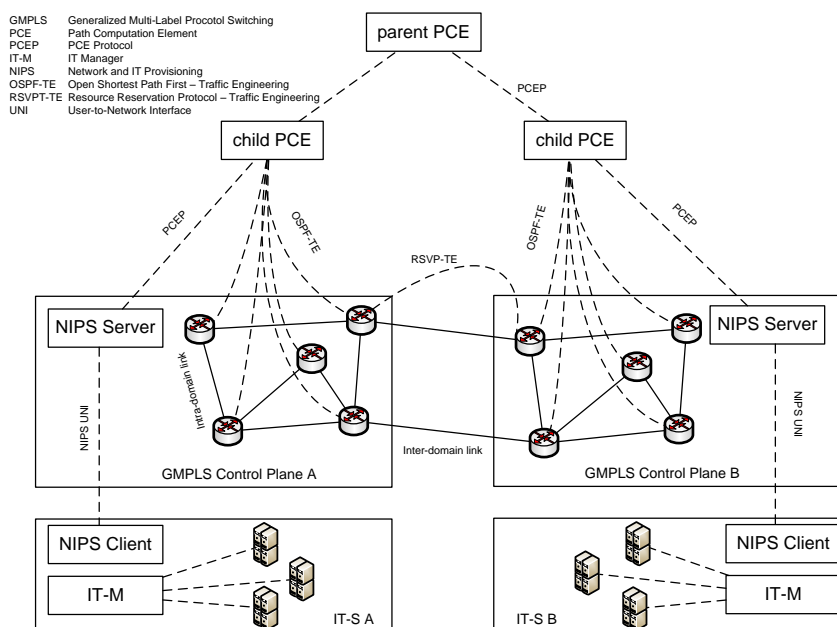 GMPLS Generalized Multi-Label Procotol Switching
PCE Path Computation Element
PCEP PCE Protocol
IT-M IT Manager
NIPS Network and IT Provisioning
OSPF-TE Open Shortest Path First – Traffic Engineering
RSVPT-TE Resource Reservation Protocol – Traffic Engineering
UNI User-to-Network Interface
parent PCE
PCEP
child PCE
child PCE
PCEP
OSPF-TE
RSVP-TE
OSPF-TE
PCEP
NIPS Server
NIPS Server
Intra-domain link
NIPS UNI
NIPS UNI
Inter-domain link
GMPLS Control Plane A
GMPLS Control Plane B
NIPS Client
NIPS Client
IT-M
IT-M
IT-S A
IT-S B